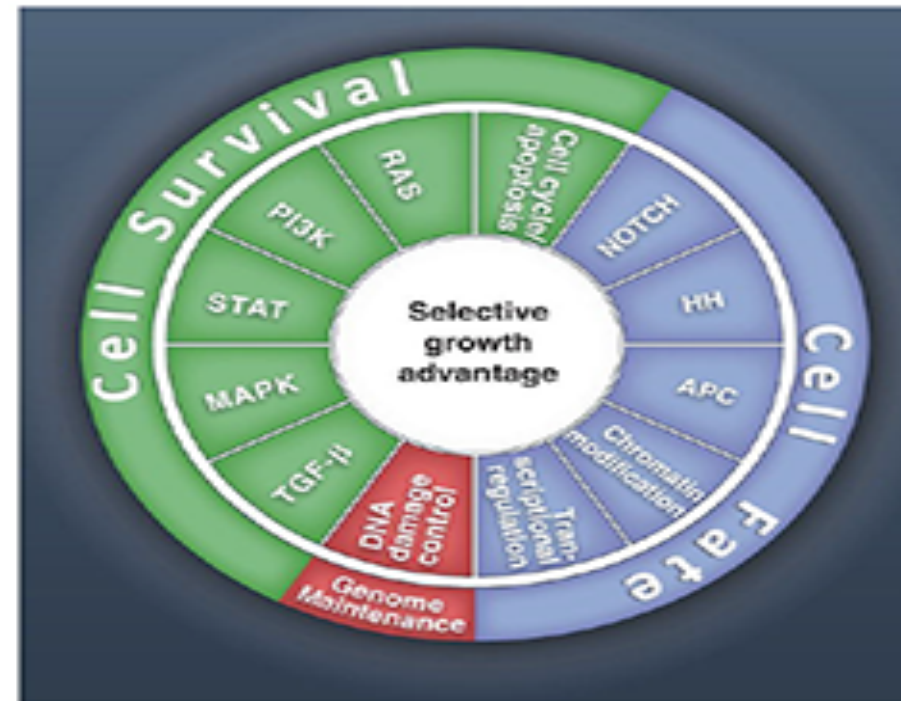 Cell Survival
Cell Fate
Genome
Maintenance
Cell cycle/
apoptosis
NOTCH
HH
APC
Chromatin
modification
Tran-
scriptional
regulation
DNA
damage
control
TGF-β
MAPK
STAT
PI3K
RAS
Selective
growth
advantage